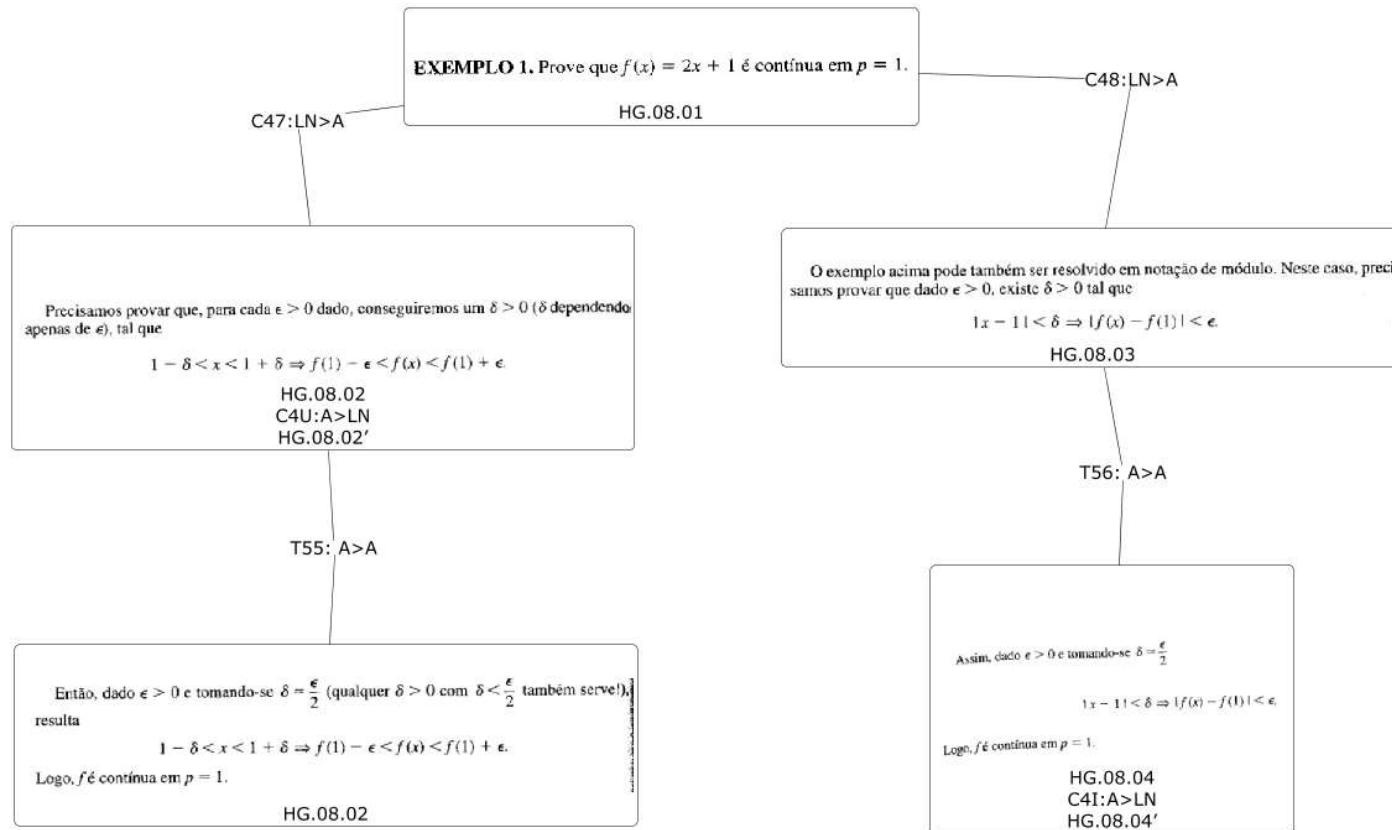 EXEMPLO 1. Prove que f(x) = 2x + 1 é contínua em p = 1.
HG.08.01
C47:LN>A
C48:LN>A
Precisamos provar que, para cada ϵ > 0 dado, conseguiremos um δ > 0 (δ dependendo
apenas de ϵ), tal que
1 − δ < x < 1 + δ ⇒ f(1) − ϵ < f(x) < f(1) + ϵ.
HG.08.02
C4U:A>LN
HG.08.02′
O exemplo acima pode também ser resolvido em notação de módulo. Neste caso, preci
samos provar que dado ϵ > 0, existe δ > 0 tal que
|x − 1| < δ ⇒ |f(x) − f(1)| < ϵ.
HG.08.03
T55: A>A
T56: A>A
Então, dado ϵ > 0 e tomando-se δ = ϵ/2 (qualquer δ > 0 com δ < ϵ/2 também serve!),
resulta
1 − δ < x < 1 + δ ⇒ f(1) − ϵ < f(x) < f(1) + ϵ.
Logo, f é contínua em p = 1.
HG.08.02
Assim, dado ϵ > 0 e tomando-se δ = ϵ/2
|x − 1| < δ ⇒ |f(x) − f(1)| < ϵ.
Logo, f é contínua em p = 1.
HG.08.04
C4I:A>LN
HG.08.04′